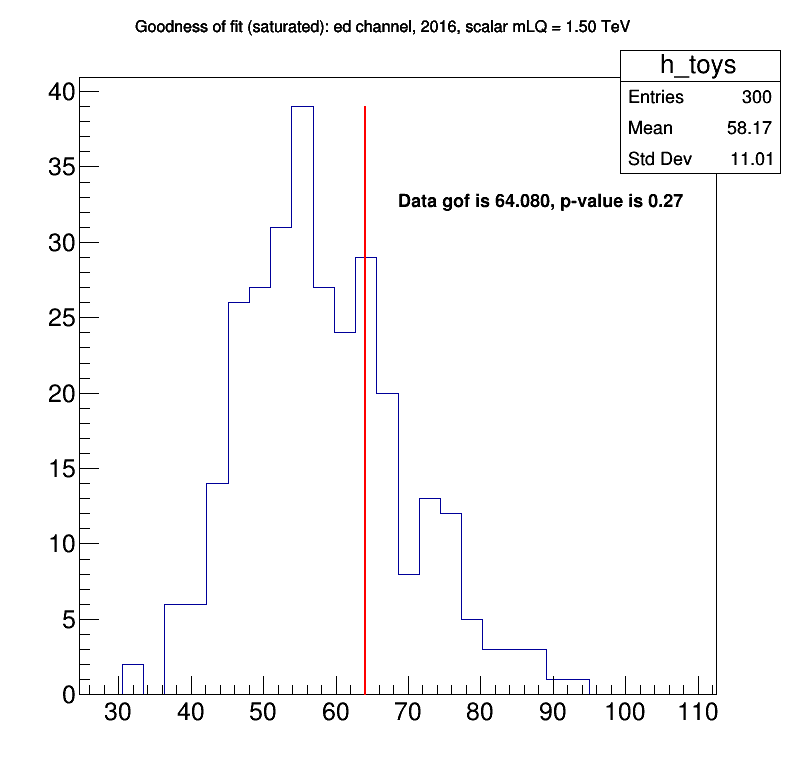 Goodness of fit (saturated): ed channel, 2016, scalar mLQ = 1.50 TeV
h_toys
Entries 300
Mean 58.17
Std Dev 11.01
Data gof is 64.080, p-value is 0.27
40
35
30
25
20
15
10
5
0
30 40 50 60 70 80 90 100 110